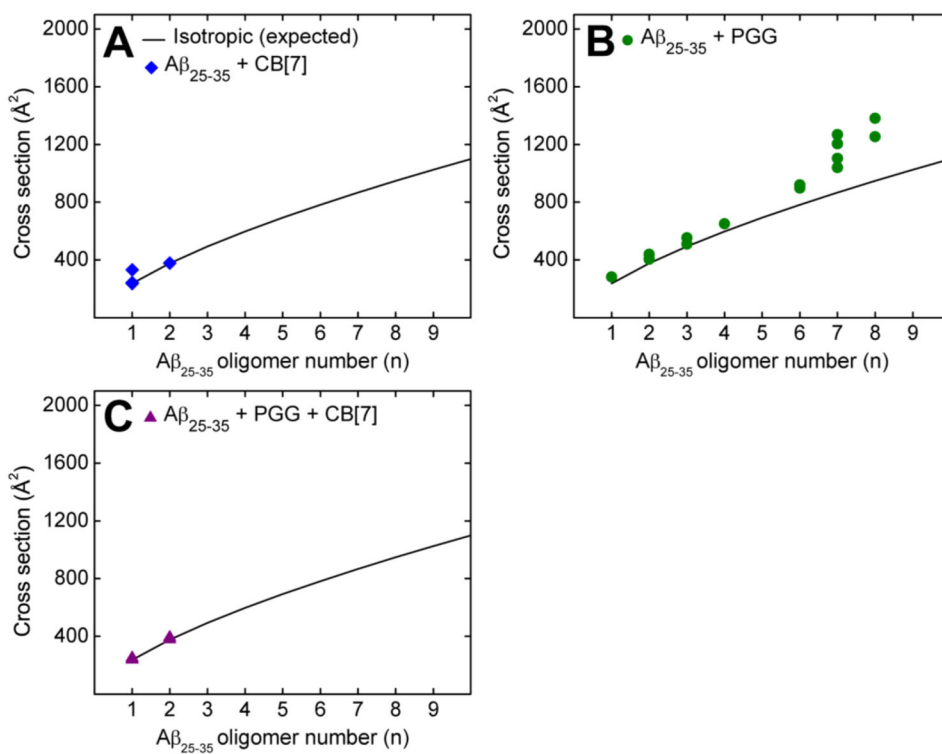 A
— Isotropic (expected)
Aβ25-35 + CB[7]
2000
1600
1200
800
400
Cross section (Å²)
1 2 3 4 5 6 7 8 9
Aβ25-35 oligomer number (n)
B
Aβ25-35 + PGG
2000
1600
1200
800
400
Cross section (Å²)
1 2 3 4 5 6 7 8 9
Aβ25-35 oligomer number (n)
C
Aβ25-35 + PGG + CB[7]
2000
1600
1200
800
400
Cross section (Å²)
1 2 3 4 5 6 7 8 9
Aβ25-35 oligomer number (n)